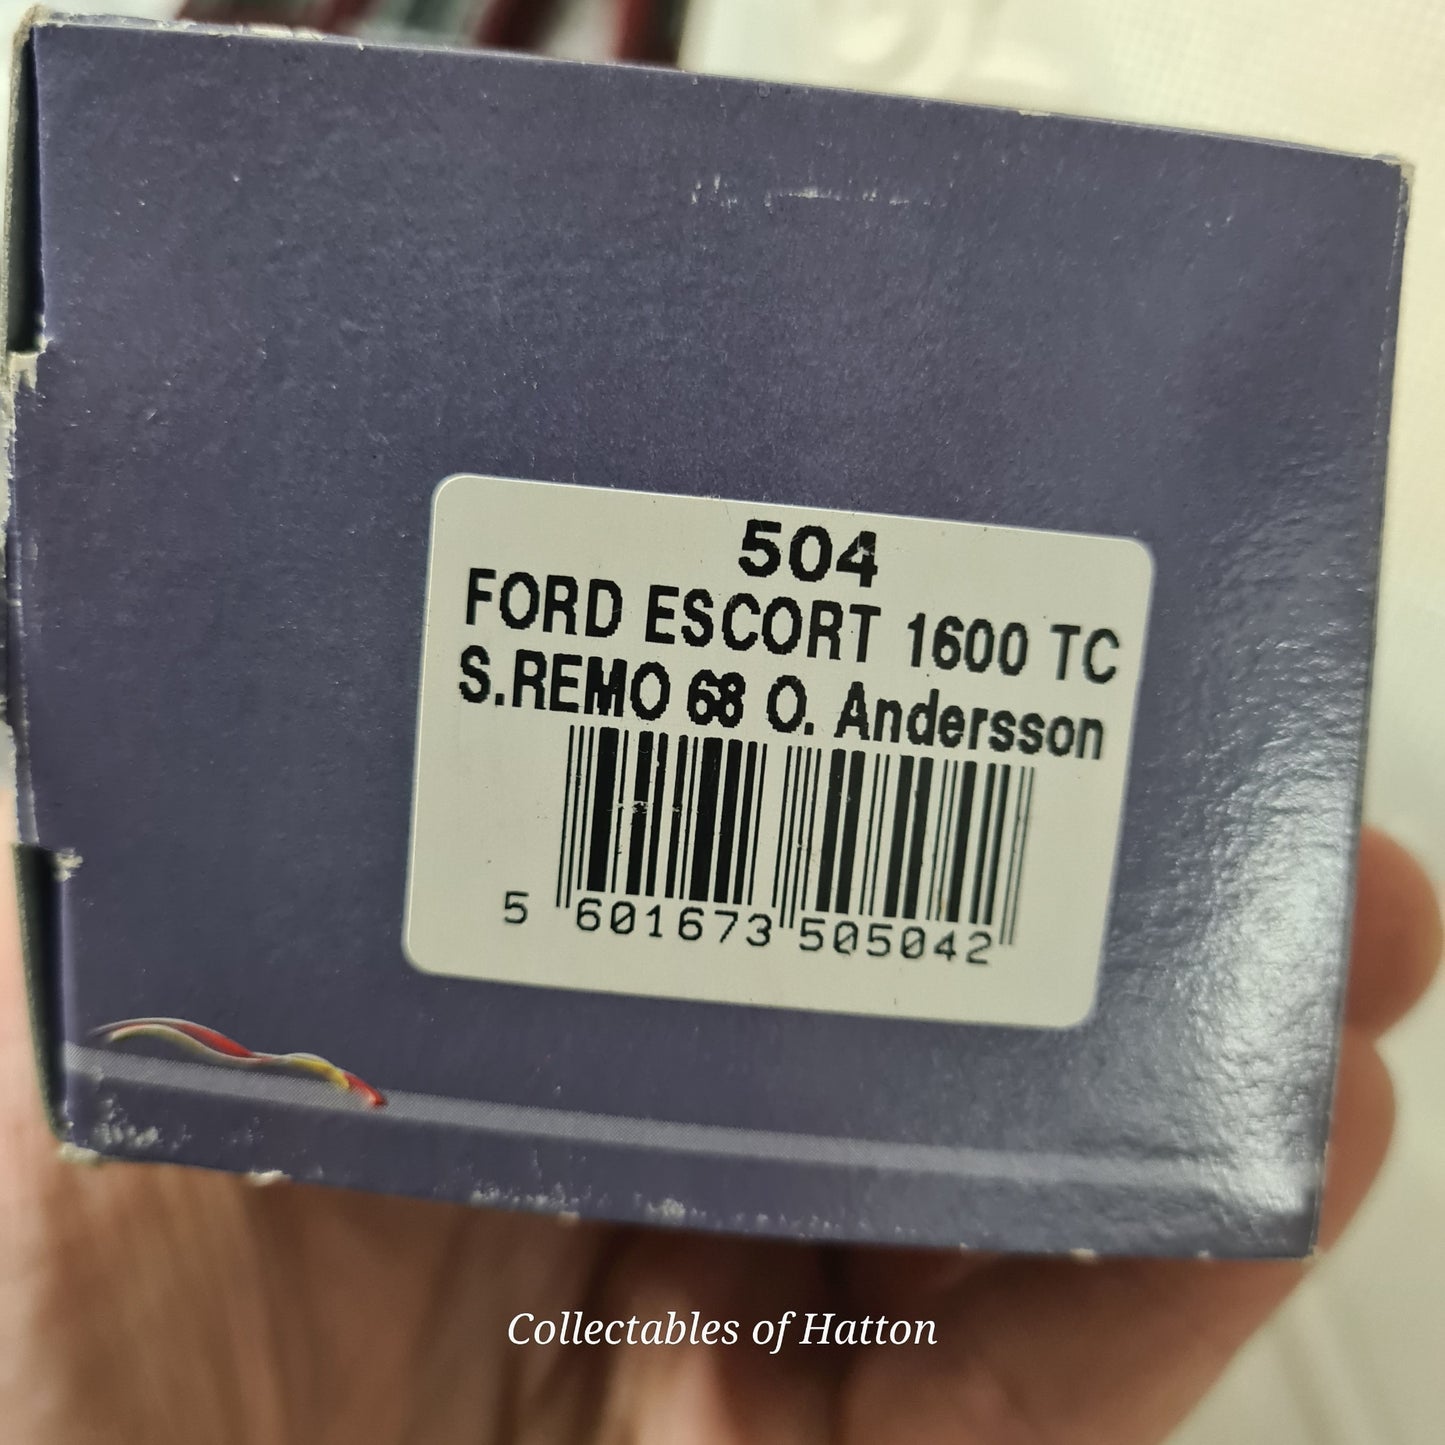 504
FORD ESCORT 1600 TC
S.REMO 68 O. Andersson
5 601673 505042
Collectables of Hatton